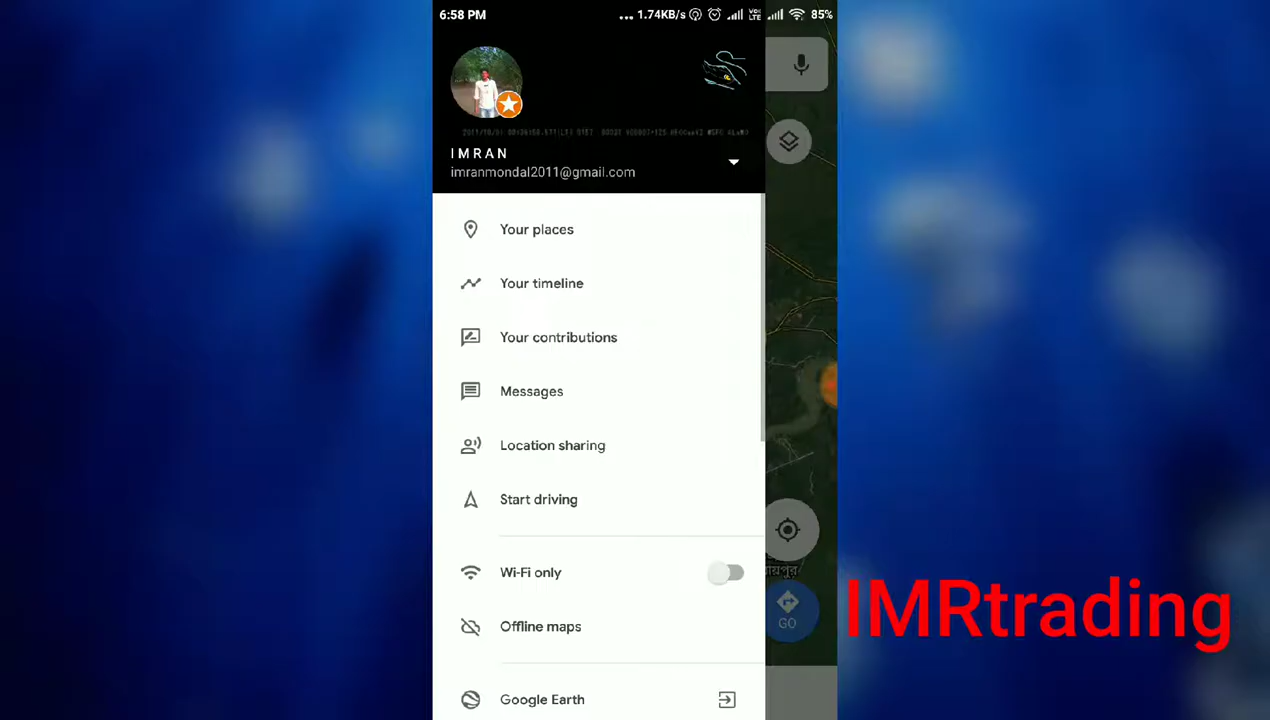 6:58 PM ... 1.74KB/s VoLTE 85%
IMRAN
imranmondal2011@gmail.com
Your places
Your timeline
Your contributions
Messages
Location sharing
Start driving
Wi-Fi only
Offline maps
GO
IMRtrading
Google Earth